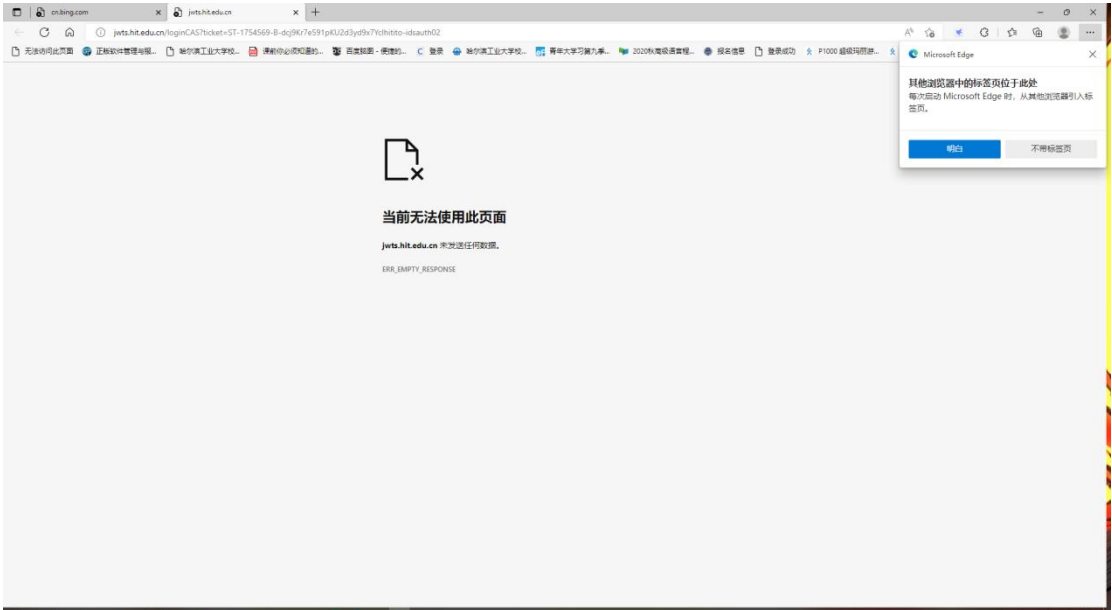 cn.bing.com
jwts.hit.edu.cn
jwts.hit.edu.cn/loginCAS?ticket=ST-1754569-B-dcj9Kr7e591pKU2d3yd9x7Yclhitito-idsauth02
无法访问此页面
正版软件管理与服...
哈尔滨工业大学校...
课前你必须知道的...
百度脑图 - 便捷的...
登录
哈尔滨工业大学校...
青年大学习第九季...
2020秋高级语言程...
报名信息
登录成功
P1000 超级玛丽游...
Microsoft Edge
其他浏览器中的标签页位于此处
每次启动 Microsoft Edge 时，从其他浏览器引入标
签页。
明白
不带标签页
当前无法使用此页面
jwts.hit.edu.cn 未发送任何数据。
ERR_EMPTY_RESPONSE